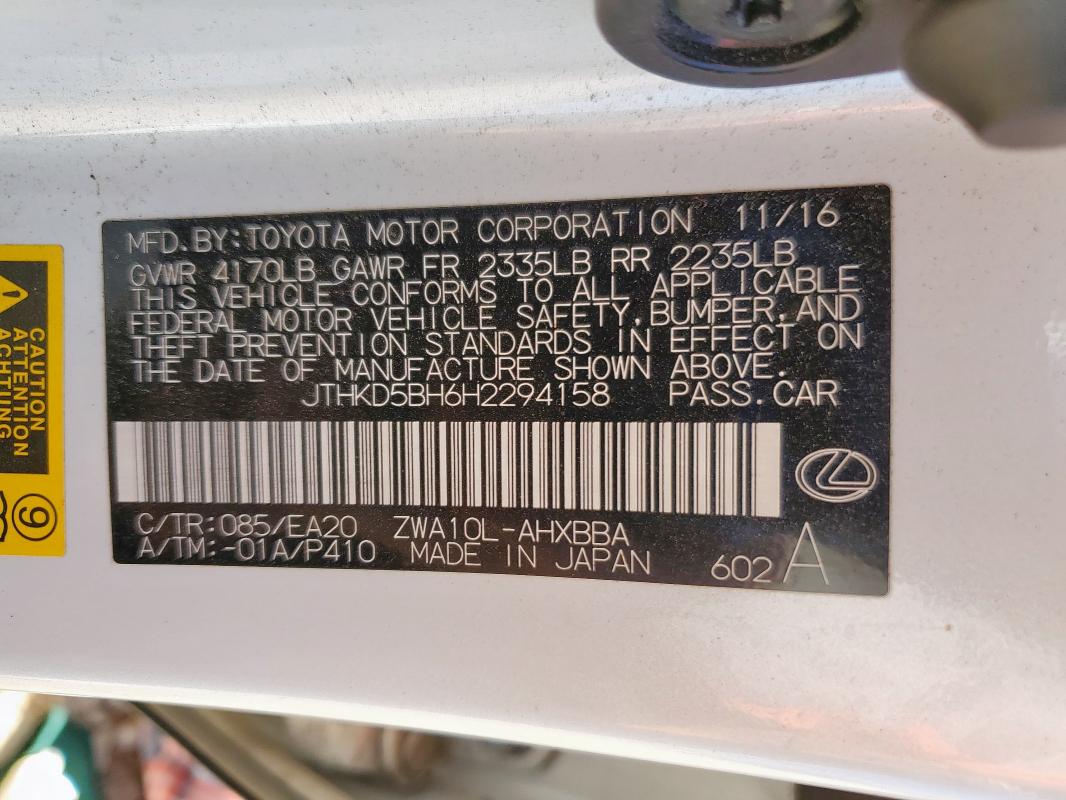 MFD. BY: TOYOTA MOTOR CORPORATION 11/16
GVWR 4170LB GAWR FR 2335LB RR 2235LB
THIS VEHICLE CONFORMS TO ALL APPLICABLE
FEDERAL MOTOR VEHICLE SAFETY, BUMPER, AND
THEFT PREVENTION STANDARDS IN EFFECT ON
THE DATE OF MANUFACTURE SHOWN ABOVE.
JTHKD5BH6H2294158 PASS. CAR
C/TR: 085/EA20 ZWA10L-AHXBBA
A/TM: -01A/P410 MADE IN JAPAN 602 A
CAUTION
ATTENTION
ACHTUNG
9